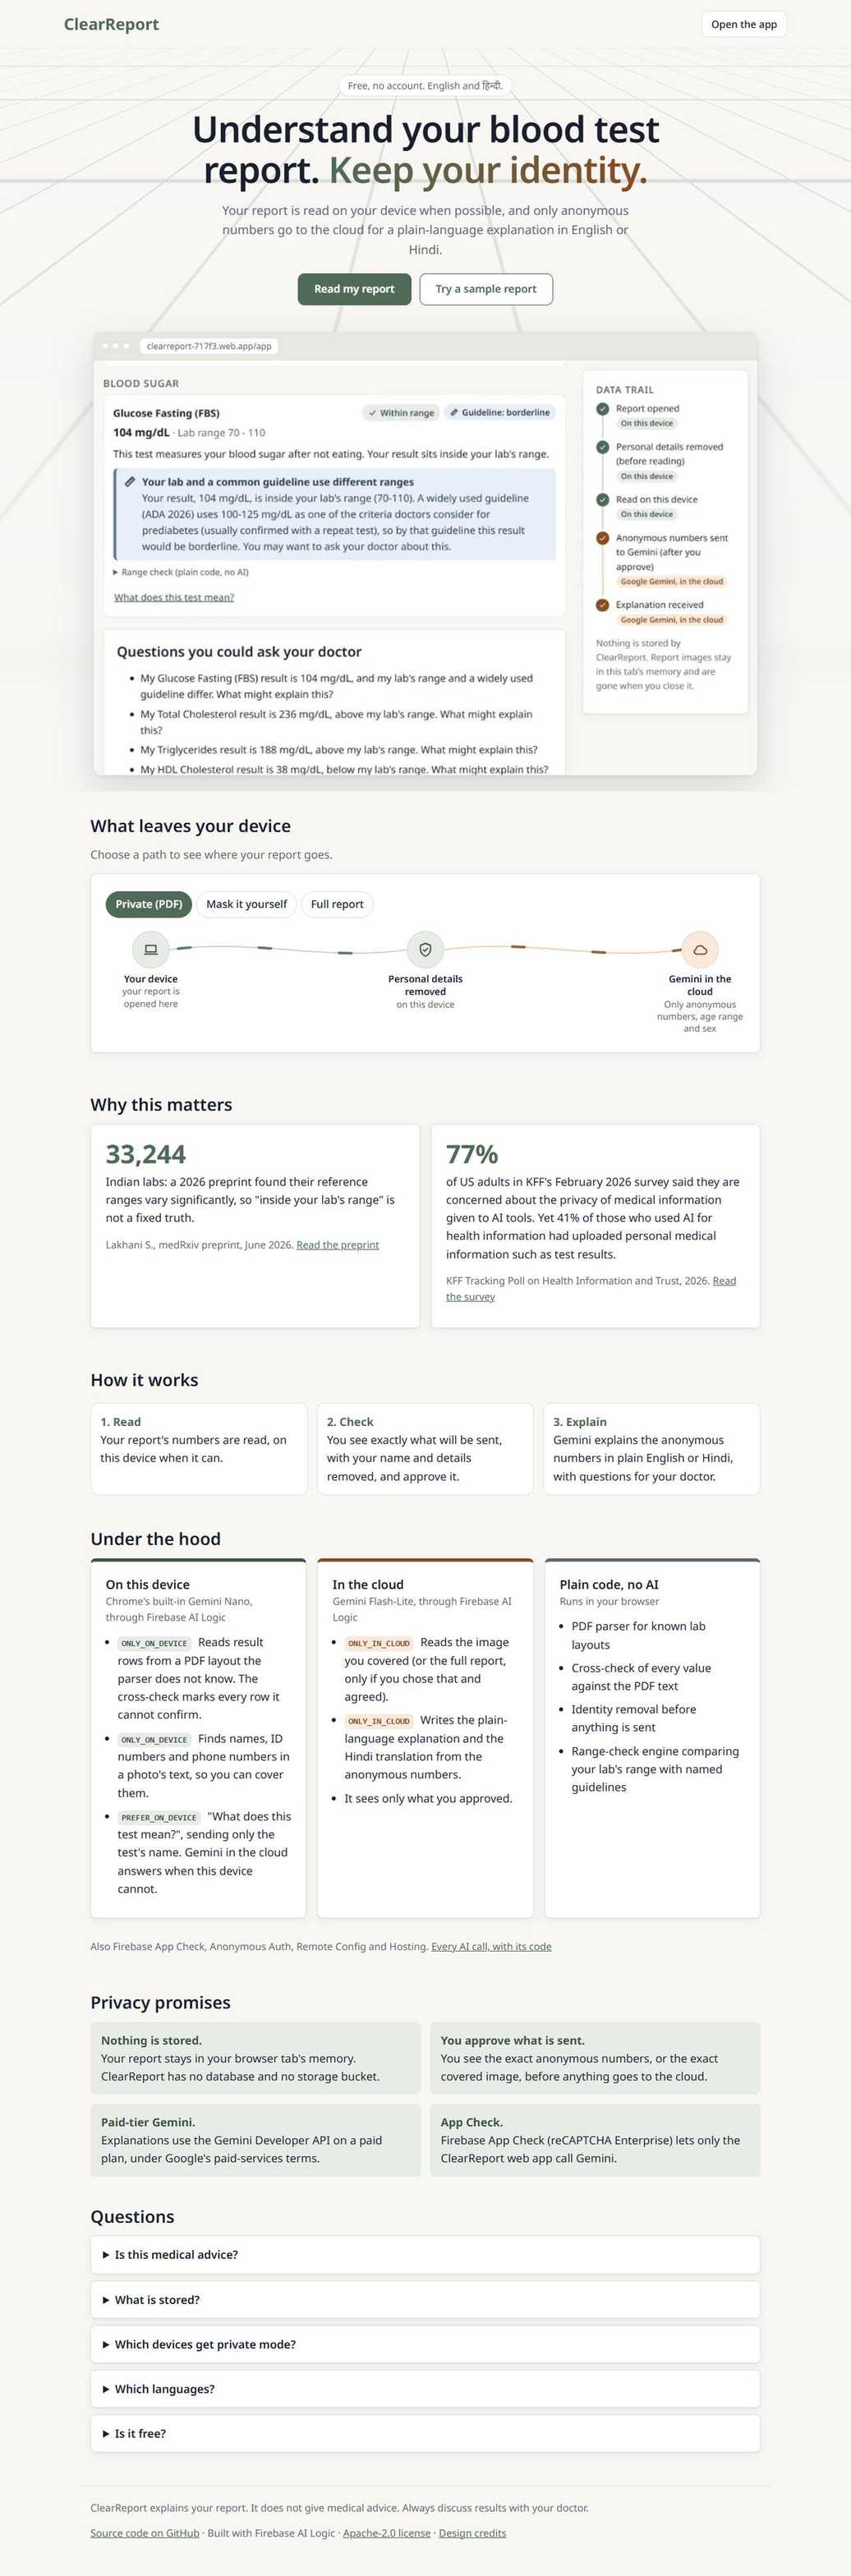 ClearReport
Open the app
Free, no account. English and हिन्दी.
Understand your blood test
report. Keep your identity.
Your report is read on your device when possible, and only anonymous
numbers go to the cloud for a plain-language explanation in English or
Hindi.
Read my report
Try a sample report
clearreport-717f3.web.app/app
BLOOD SUGAR
Glucose Fasting (FBS)
Within range
Guideline: borderline
104 mg/dL · Lab range 70 - 110
This test measures your blood sugar after not eating. Your result sits inside your lab's range.
Your lab and a common guideline use different ranges
Your result, 104 mg/dL, is inside your lab's range (70-110). A widely used guideline
(ADA 2026) uses 100-125 mg/dL as one of the criteria doctors consider for
prediabetes (usually confirmed with a repeat test), so by that guideline this result
would be borderline. You may want to ask your doctor about this.
▸ Range check (plain code, no AI)
What does this test mean?
Questions you could ask your doctor
• My Glucose Fasting (FBS) result is 104 mg/dL, and my lab's range and a widely used
guideline differ. What might explain this?
• My Total Cholesterol result is 236 mg/dL, above my lab's range. What might explain
this?
• My Triglycerides result is 188 mg/dL, above my lab's range. What might explain this?
• My HDL Cholesterol result is 38 mg/dL, below my lab's range. What might explain this?
DATA TRAIL
Report opened
On this device
Personal details removed
(before reading)
On this device
Read on this device
On this device
Anonymous numbers sent
to Gemini (after you
approve)
Google Gemini, in the cloud
Explanation received
Google Gemini, in the cloud
Nothing is stored by
ClearReport. Report images stay
in this tab's memory and are
gone when you close it.
What leaves your device
Choose a path to see where your report goes.
Private (PDF)
Mask it yourself
Full report
Your device
your report is
opened here
Personal details
removed
on this device
Gemini in the
cloud
Only anonymous
numbers, age range
and sex
Why this matters
33,244
Indian labs: a 2026 preprint found their reference
ranges vary significantly, so "inside your lab's range" is
not a fixed truth.
Lakhani S., medRxiv preprint, June 2026. Read the preprint
77%
of US adults in KFF's February 2026 survey said they are
concerned about the privacy of medical information
given to AI tools. Yet 41% of those who used AI for
health information had uploaded personal medical
information such as test results.
KFF Tracking Poll on Health Information and Trust, 2026. Read
the survey
How it works
1. Read
Your report's numbers are read, on
this device when it can.
2. Check
You see exactly what will be sent,
with your name and details
removed, and approve it.
3. Explain
Gemini explains the anonymous
numbers in plain English or Hindi,
with questions for your doctor.
Under the hood
On this device
Chrome's built-in Gemini Nano,
through Firebase AI Logic
• ONLY_ON_DEVICE Reads result
rows from a PDF layout the
parser does not know. The
cross-check marks every row it
cannot confirm.
• ONLY_ON_DEVICE Finds names, ID
numbers and phone numbers in
a photo's text, so you can cover
them.
• PREFER_ON_DEVICE "What does this
test mean?", sending only the
test's name. Gemini in the cloud
answers when this device
cannot.
In the cloud
Gemini Flash-Lite, through Firebase AI
Logic
• ONLY_IN_CLOUD Reads the image
you covered (or the full report,
only if you chose that and
agreed).
• ONLY_IN_CLOUD Writes the plain-
language explanation and the
Hindi translation from the
anonymous numbers.
• It sees only what you approved.
Plain code, no AI
Runs in your browser
• PDF parser for known lab
layouts
• Cross-check of every value
against the PDF text
• Identity removal before
anything is sent
• Range-check engine comparing
your lab's range with named
guidelines
Also Firebase App Check, Anonymous Auth, Remote Config and Hosting. Every AI call, with its code
Privacy promises
Nothing is stored.
Your report stays in your browser tab's memory.
ClearReport has no database and no storage bucket.
You approve what is sent.
You see the exact anonymous numbers, or the exact
covered image, before anything goes to the cloud.
Paid-tier Gemini.
Explanations use the Gemini Developer API on a paid
plan, under Google's paid-services terms.
App Check.
Firebase App Check (reCAPTCHA Enterprise) lets only the
ClearReport web app call Gemini.
Questions
▸ Is this medical advice?
▸ What is stored?
▸ Which devices get private mode?
▸ Which languages?
▸ Is it free?
ClearReport explains your report. It does not give medical advice. Always discuss results with your doctor.
Source code on GitHub · Built with Firebase AI Logic · Apache-2.0 license · Design credits